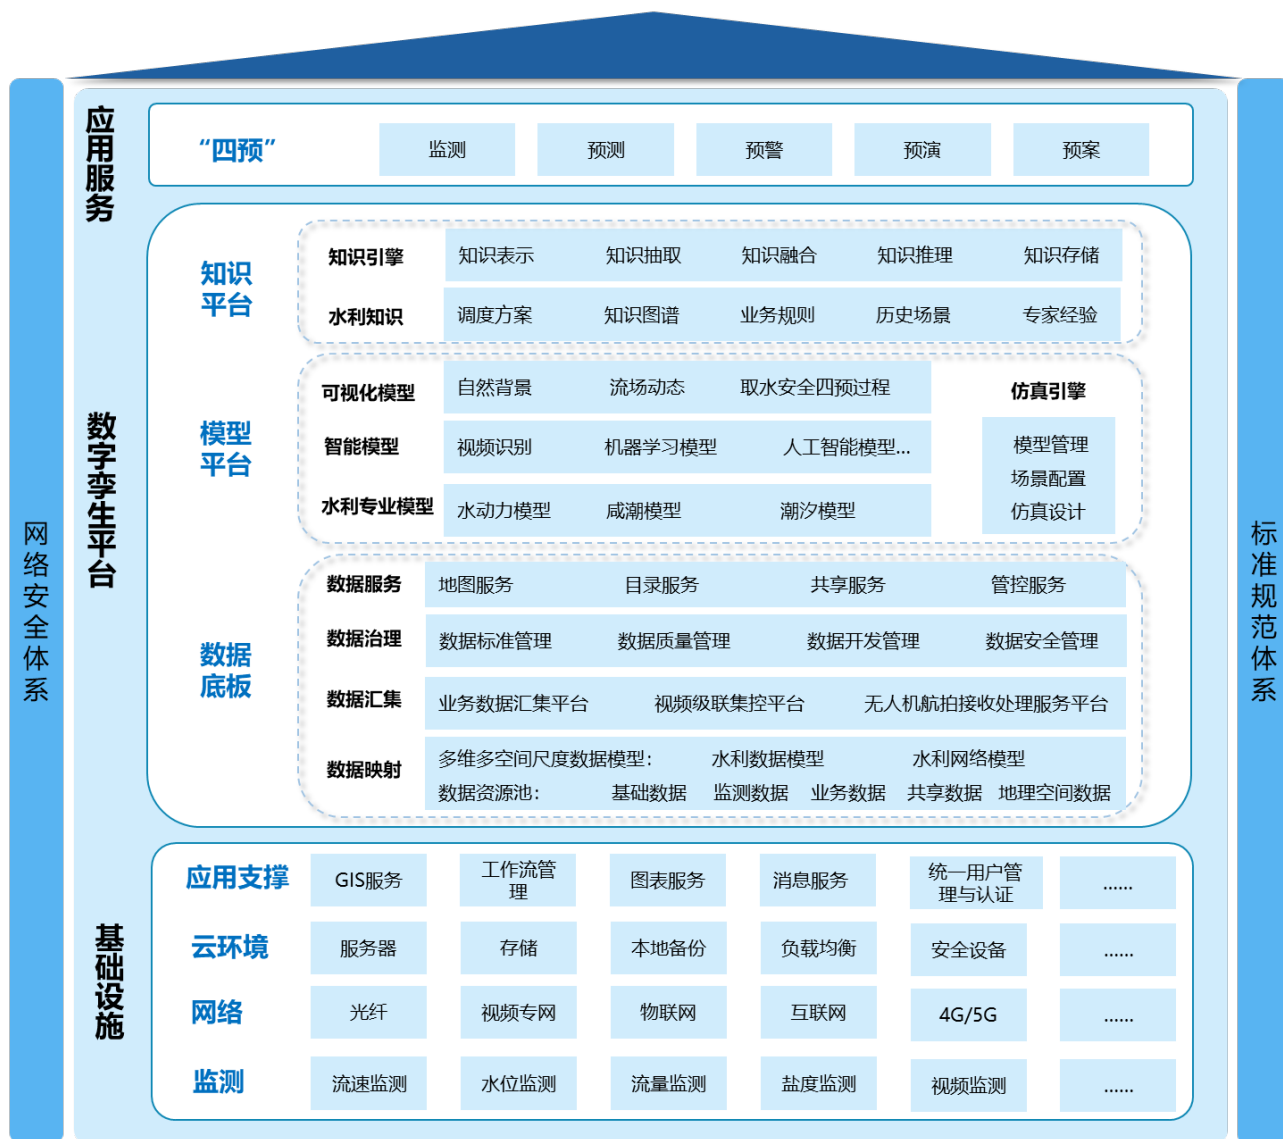 应用服务
“四预”
监测 预测 预警 预演 预案
数字孪生平台
知识
平台
知识引擎 知识表示 知识抽取 知识融合 知识推理 知识存储
水利知识 调度方案 知识图谱 业务规则 历史场景 专家经验
模型
平台
可视化模型 自然背景 流场动态 取水安全四预过程
智能模型 视频识别 机器学习模型 人工智能模型...
水利专业模型 水动力模型 咸潮模型 潮汐模型
仿真引擎
模型管理
场景配置
仿真设计
数据
底板
数据服务 地图服务 目录服务 共享服务 管控服务
数据治理 数据标准管理 数据质量管理 数据开发管理 数据安全管理
数据汇集 业务数据汇集平台 视频级联集控平台 无人机航拍接收处理服务平台
数据映射
多维多空间尺度数据模型： 水利数据模型 水利网络模型
数据资源池： 基础数据 监测数据 业务数据 共享数据 地理空间数据
基础设施
应用支撑 GIS服务 工作流管
理 图表服务 消息服务 统一用户管
理与认证 ......
云环境 服务器 存储 本地备份 负载均衡 安全设备 ......
网络 光纤 视频专网 物联网 互联网 4G/5G ......
监测 流速监测 水位监测 流量监测 盐度监测 视频监测 ......
网络安全体系
标准规范体系